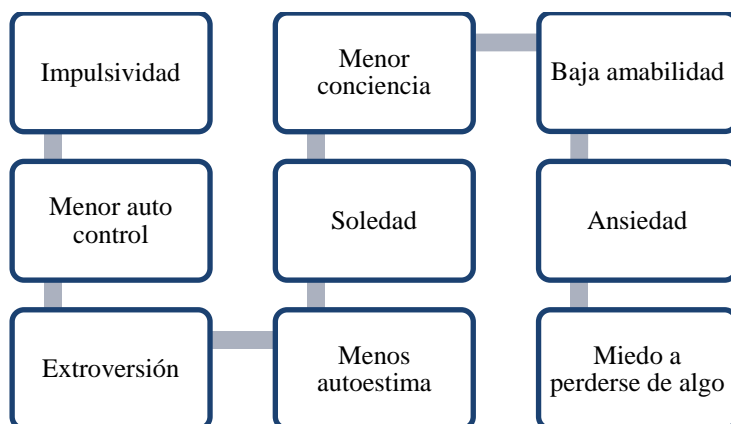 Impulsividad
Menor auto
control
Extroversión
Menos
autoestima
Soledad
Menor
conciencia
Baja amabilidad
Ansiedad
Miedo a
perderse de algo